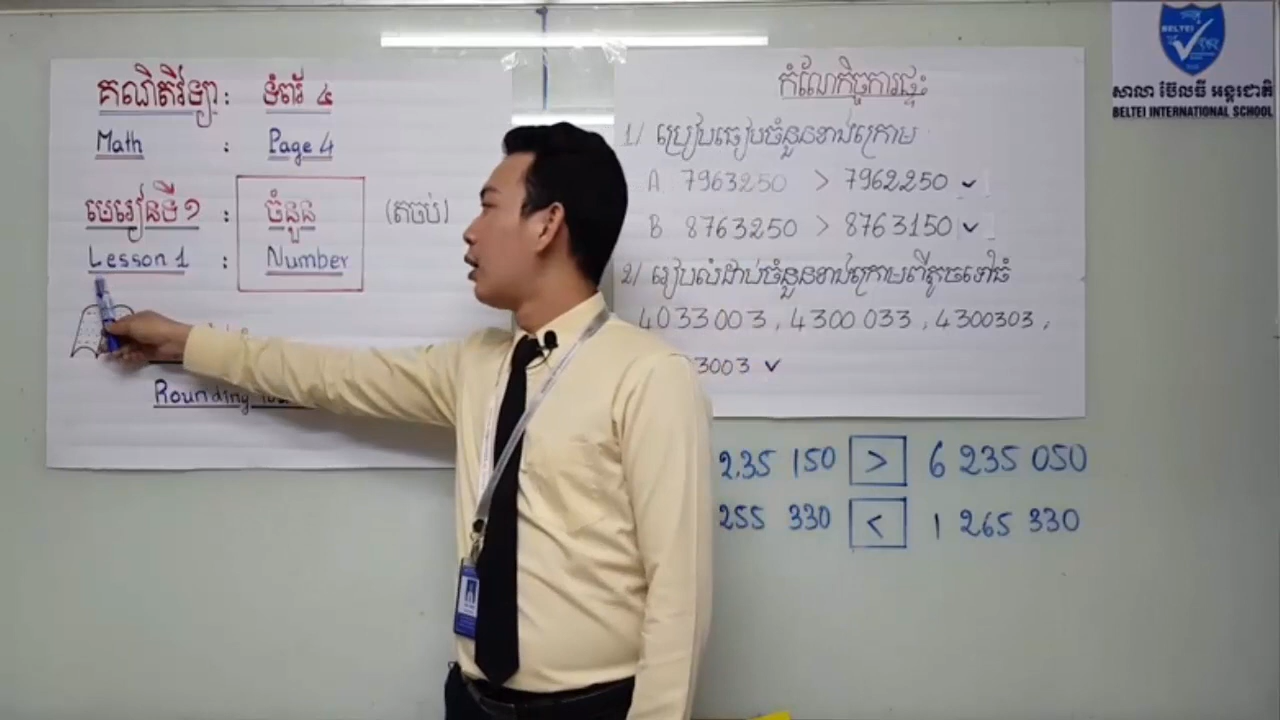 គណិតវិទ្យា : ទំព័រ ៤
Math : Page 4
មេរៀនទី១ : ចំនួន (តចប់)
Lesson 1 : Number
Rounding
កំណែកិច្ចការផ្ទះ
1/ ប្រៀបធៀបចំនួនខាងក្រោម
A 7963250 > 7962250 ✓
B 8763250 > 8763150 ✓
2/ រៀបលំដាប់ចំនួនខាងក្រោមពីតូចទៅធំ
4033003, 4300033, 4300303,
3003 ✓
235 150 > 6 235 050
255 330 < 1 265 330
BELTEI
សាលា ប៊ែលធី អន្តរជាតិ
BELTEI INTERNATIONAL SCHOOL